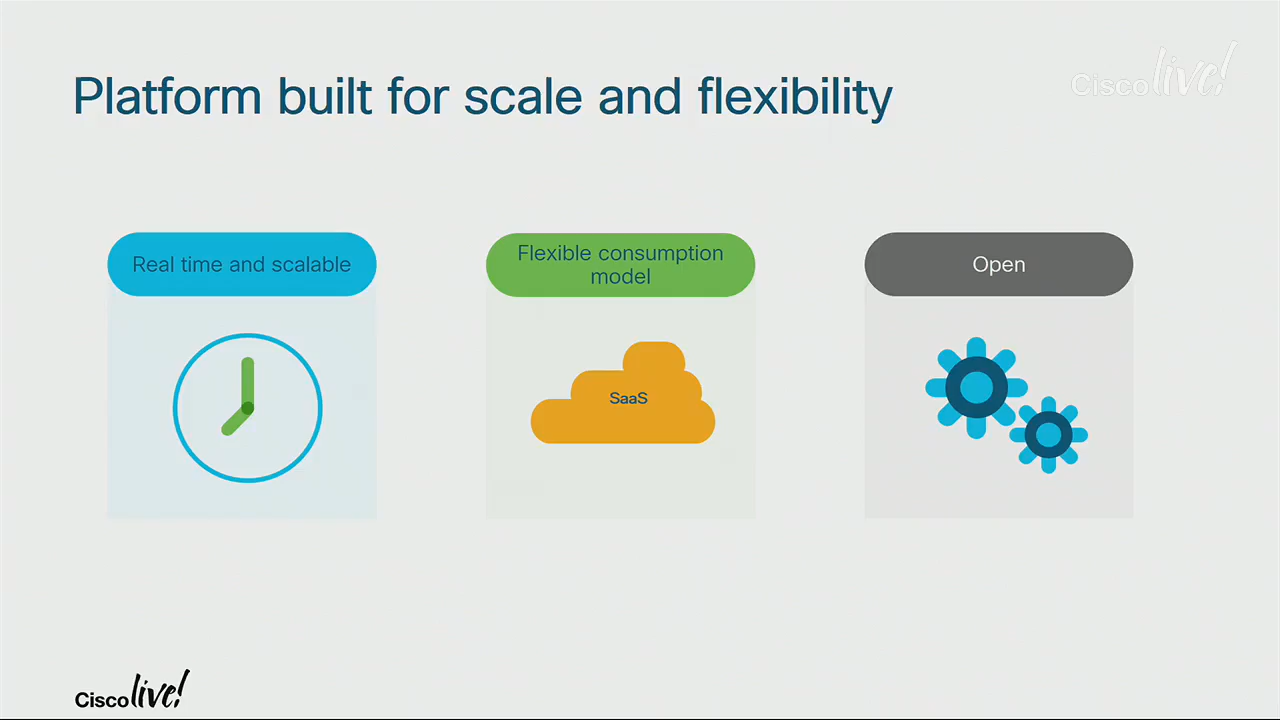 Platform built for scale and flexibility
Cisco live!
Real time and scalable
Flexible consumption
model
Open
SaaS
Cisco live!